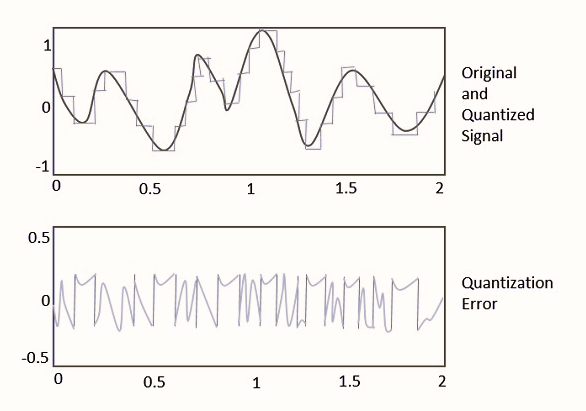 1
0
-1
0
0.5
1
1.5
2
Original
and
Quantized
Signal
0.5
0
-0.5
0
0.5
1
1.5
2
Quantization
Error